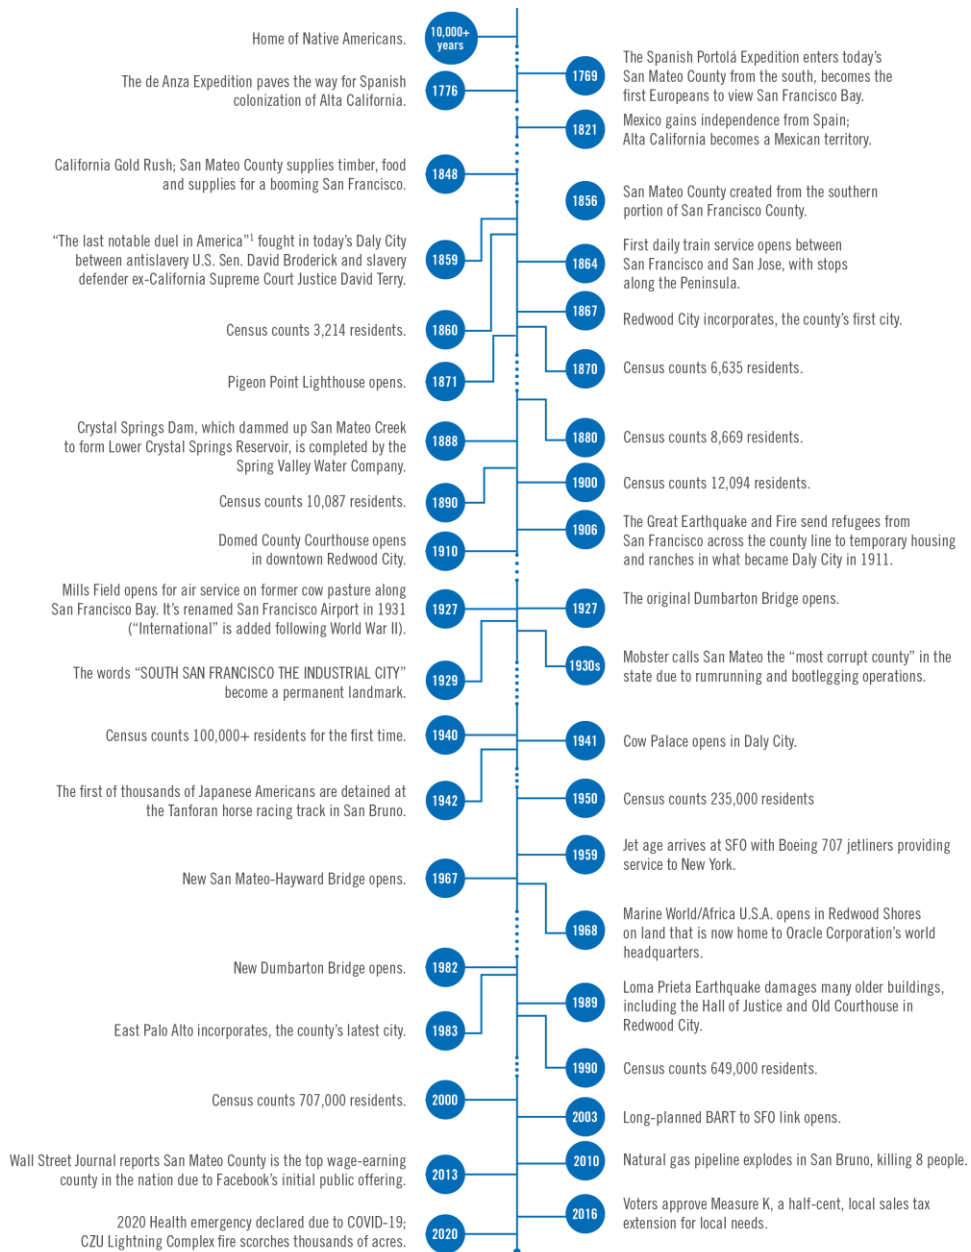 Home of Native Americans.
10,000+
years
1769
The Spanish Portolá Expedition enters today's
San Mateo County from the south, becomes the
first Europeans to view San Francisco Bay.
The de Anza Expedition paves the way for Spanish
colonization of Alta California.
1776
1821
Mexico gains independence from Spain;
Alta California becomes a Mexican territory.
California Gold Rush; San Mateo County supplies timber, food
and supplies for a booming San Francisco.
1848
1856
San Mateo County created from the southern
portion of San Francisco County.
"The last notable duel in America"¹ fought in today's Daly City
between antislavery U.S. Sen. David Broderick and slavery
defender ex-California Supreme Court Justice David Terry.
1859
1864
First daily train service opens between
San Francisco and San Jose, with stops
along the Peninsula.
1867
Redwood City incorporates, the county's first city.
Census counts 3,214 residents.
1860
1870
Census counts 6,635 residents.
Pigeon Point Lighthouse opens.
1871
Crystal Springs Dam, which dammed up San Mateo Creek
to form Lower Crystal Springs Reservoir, is completed by the
Spring Valley Water Company.
1888
1880
Census counts 8,669 residents.
1900
Census counts 12,094 residents.
Census counts 10,087 residents.
1890
1906
The Great Earthquake and Fire send refugees from
San Francisco across the county line to temporary housing
and ranches in what became Daly City in 1911.
Domed County Courthouse opens
in downtown Redwood City.
1910
Mills Field opens for air service on former cow pasture along
San Francisco Bay. It's renamed San Francisco Airport in 1931
("International" is added following World War II).
1927
1927
The original Dumbarton Bridge opens.
1930s
Mobster calls San Mateo the "most corrupt county" in the
state due to rumrunning and bootlegging operations.
The words "SOUTH SAN FRANCISCO THE INDUSTRIAL CITY"
become a permanent landmark.
1929
Census counts 100,000+ residents for the first time.
1940
1941
Cow Palace opens in Daly City.
The first of thousands of Japanese Americans are detained at
the Tanforan horse racing track in San Bruno.
1942
1950
Census counts 235,000 residents
1959
Jet age arrives at SFO with Boeing 707 jetliners providing
service to New York.
New San Mateo-Hayward Bridge opens.
1967
1968
Marine World/Africa U.S.A. opens in Redwood Shores
on land that is now home to Oracle Corporation's world
headquarters.
New Dumbarton Bridge opens.
1982
1989
Loma Prieta Earthquake damages many older buildings,
including the Hall of Justice and Old Courthouse in
Redwood City.
East Palo Alto incorporates, the county's latest city.
1983
1990
Census counts 649,000 residents.
Census counts 707,000 residents.
2000
2003
Long-planned BART to SFO link opens.
2010
Natural gas pipeline explodes in San Bruno, killing 8 people.
Wall Street Journal reports San Mateo County is the top wage-earning
county in the nation due to Facebook's initial public offering.
2013
2016
Voters approve Measure K, a half-cent, local sales tax
extension for local needs.
2020 Health emergency declared due to COVID-19;
CZU Lightning Complex fire scorches thousands of acres.
2020